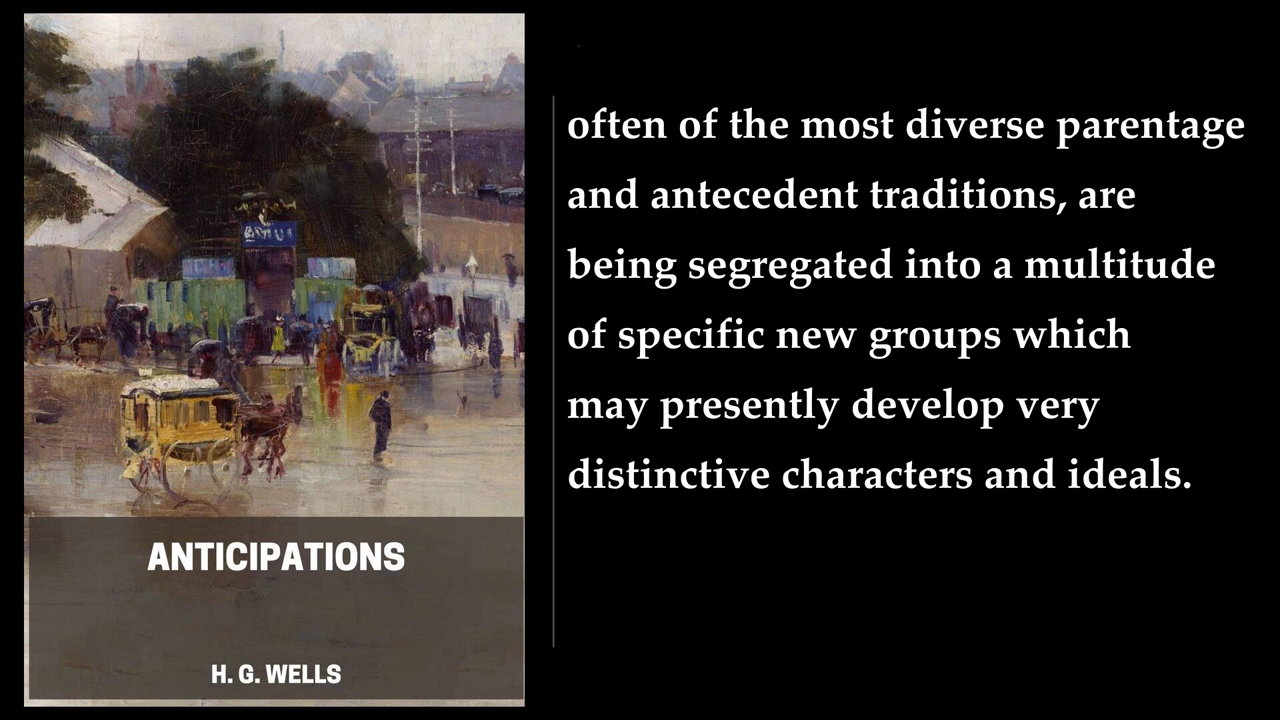 ANTICIPATIONS
H. G. WELLS
often of the most diverse parentage
and antecedent traditions, are
being segregated into a multitude
of specific new groups which
may presently develop very
distinctive characters and ideals.